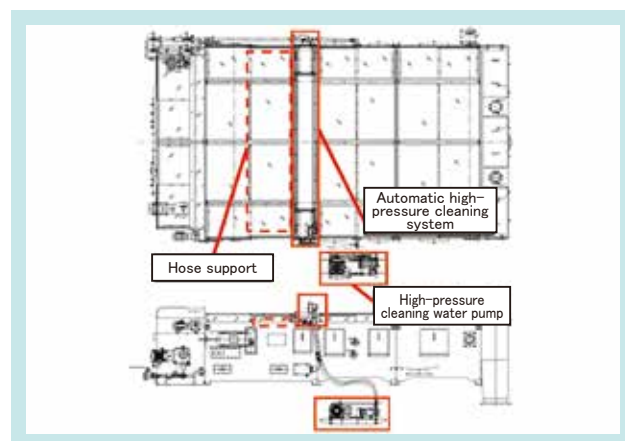 Automatic high-
pressure cleaning
system
Hose support
High-pressure
cleaning water pump